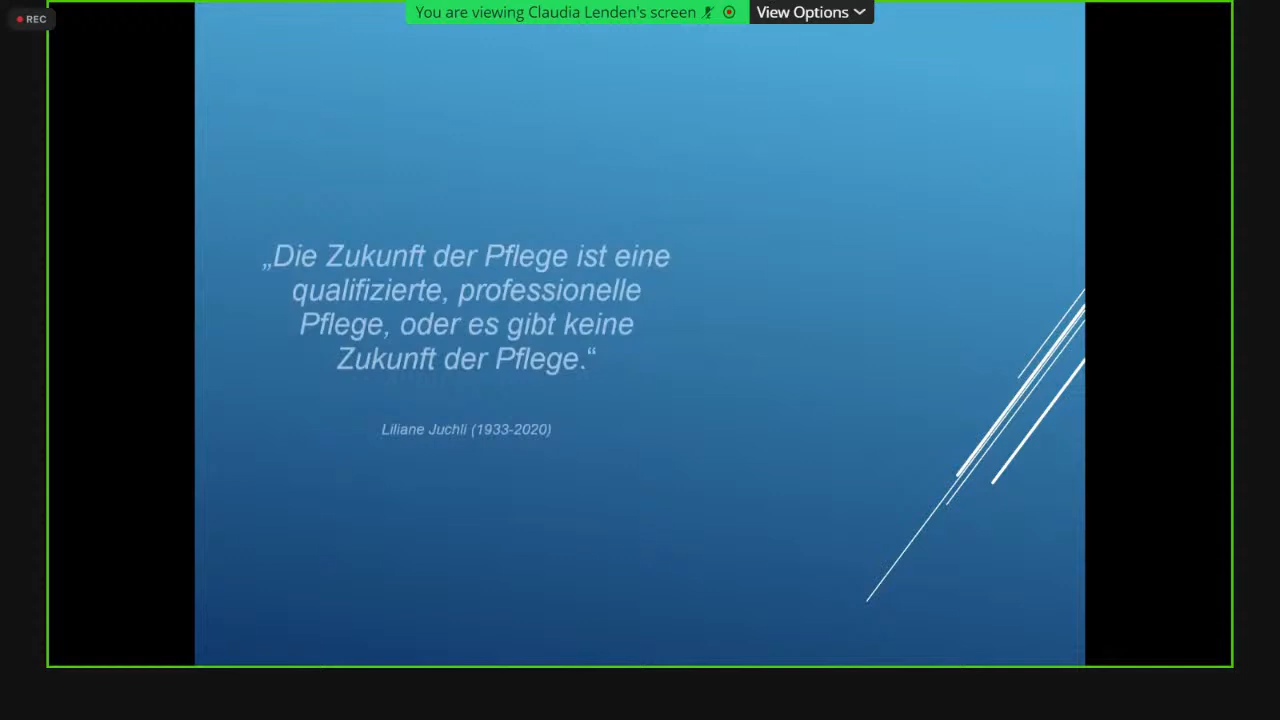 REC
You are viewing Claudia Lenden's screen
View Options
„Die Zukunft der Pflege ist eine
qualifizierte, professionelle
Pflege, oder es gibt keine
Zukunft der Pflege.“
Liliane Juchli (1933-2020)